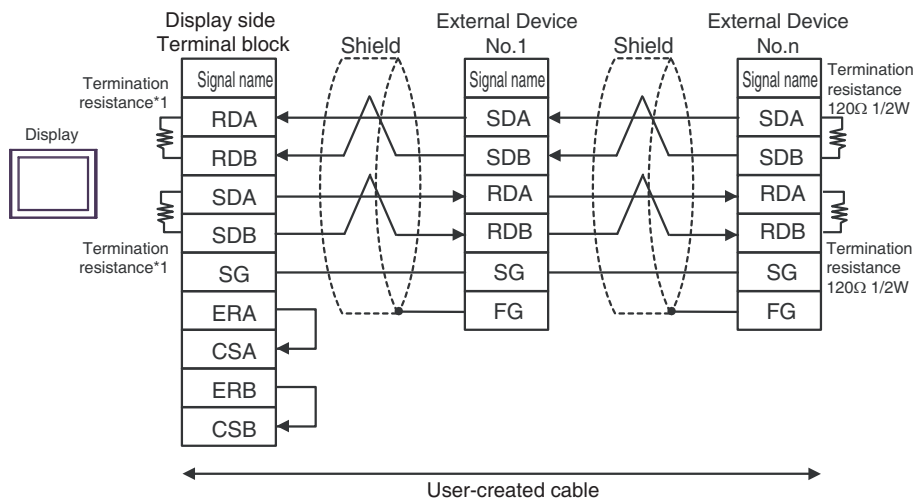 Display side
Terminal block
Shield
External Device
No.1
Shield
External Device
No.n
Termination
resistance*1
Signal name
Signal name
Signal name
Termination
resistance
120Ω 1/2W
RDA
SDA
SDA
Display
RDB
SDB
SDB
SDA
RDA
RDA
SDB
RDB
RDB
Termination
resistance*1
Termination
resistance
120Ω 1/2W
SG
SG
SG
ERA
FG
FG
CSA
ERB
CSB
User-created cable